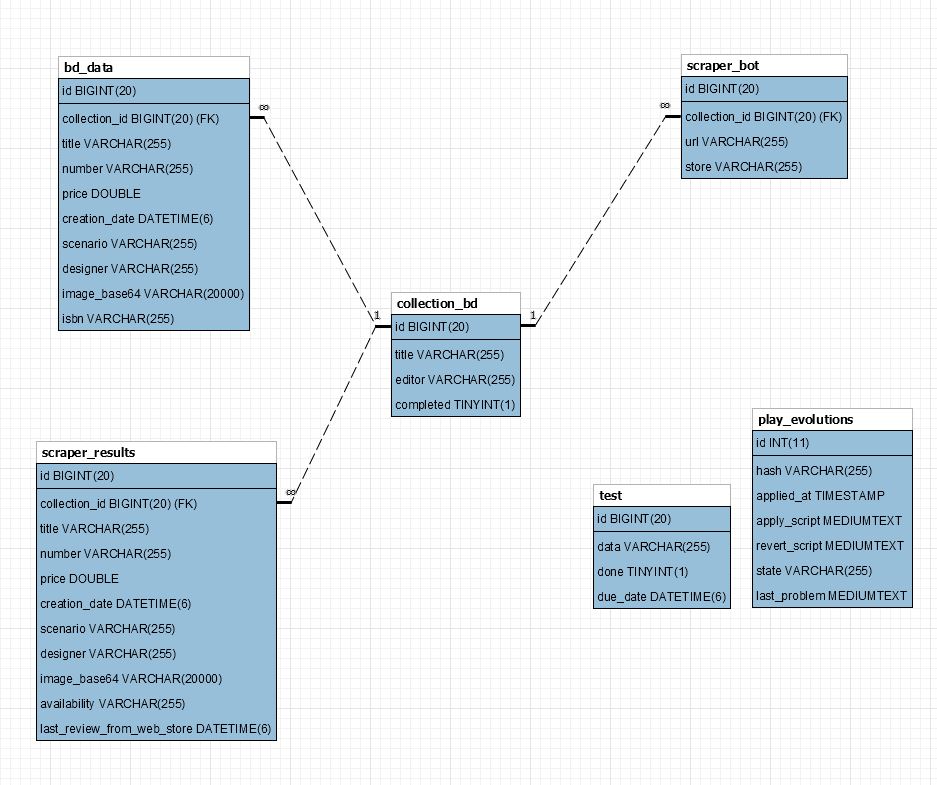 bd_data
id BIGINT(20)
collection_id BIGINT(20) (FK)
title VARCHAR(255)
number VARCHAR(255)
price DOUBLE
creation_date DATETIME(6)
scenario VARCHAR(255)
designer VARCHAR(255)
image_base64 VARCHAR(20000)
isbn VARCHAR(255)
∞
scraper_bot
id BIGINT(20)
collection_id BIGINT(20) (FK)
url VARCHAR(255)
store VARCHAR(255)
∞
collection_bd
id BIGINT(20)
title VARCHAR(255)
editor VARCHAR(255)
completed TINYINT(1)
1
1
scraper_results
id BIGINT(20)
collection_id BIGINT(20) (FK)
title VARCHAR(255)
number VARCHAR(255)
price DOUBLE
creation_date DATETIME(6)
scenario VARCHAR(255)
designer VARCHAR(255)
image_base64 VARCHAR(20000)
availability VARCHAR(255)
last_review_from_web_store DATETIME(6)
∞
test
id BIGINT(20)
data VARCHAR(255)
done TINYINT(1)
due_date DATETIME(6)
play_evolutions
id INT(11)
hash VARCHAR(255)
applied_at TIMESTAMP
apply_script MEDIUMTEXT
revert_script MEDIUMTEXT
state VARCHAR(255)
last_problem MEDIUMTEXT